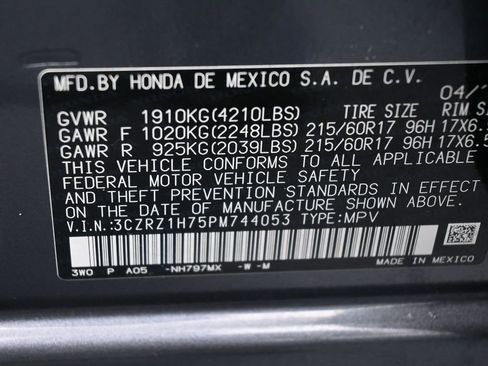 MFD.BY HONDA DE MEXICO S.A. DE C.V.
04/
GVWR 1910KG(4210LBS) TIRE SIZE RIM SI
GAWR F 1020KG(2248LBS) 215/60R17 96H 17X6.
GAWR R 925KG(2039LBS) 215/60R17 96H 17X6.5
THIS VEHICLE CONFORMS TO ALL APPLICABLE
FEDERAL MOTOR VEHICLE SAFETY
AND THEFT PREVENTION STANDARDS IN EFFECT
ON THE DATE OF MANUFACTURE SHOWN ABOVE.
V.I.N.:3CZRZ1H75PM744053 TYPE:MPV
3W0 P A05 -NH797MX -W -M MADE IN MEXICO